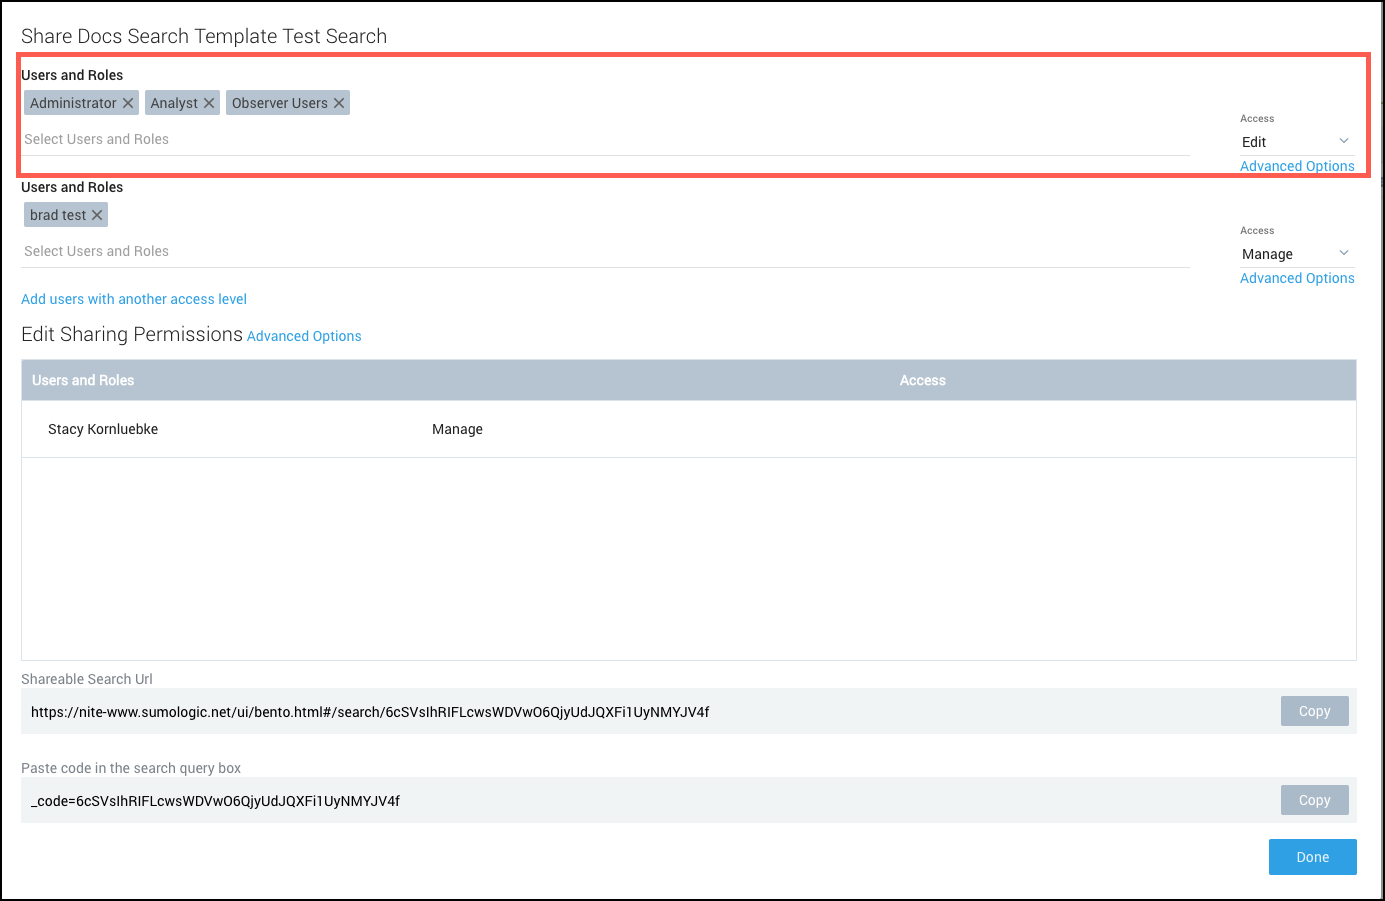 Share Docs Search Template Test Search
Users and Roles
Administrator Analyst Observer Users
Select Users and Roles
Access
Edit
Advanced Options
Users and Roles
brad test
Select Users and Roles
Access
Manage
Advanced Options
Add users with another access level
Edit Sharing Permissions Advanced Options
Users and Roles Access
Stacy Kornluebke Manage
Shareable Search Url
https://nite-www.sumologic.net/ui/bento.html#/search/6cSVsIhRIFLcwsWDVwO6QjyUdJQXFi1UyNMYJV4f
Copy
Paste code in the search query box
_code=6cSVsIhRIFLcwsWDVwO6QjyUdJQXFi1UyNMYJV4f
Copy
Done